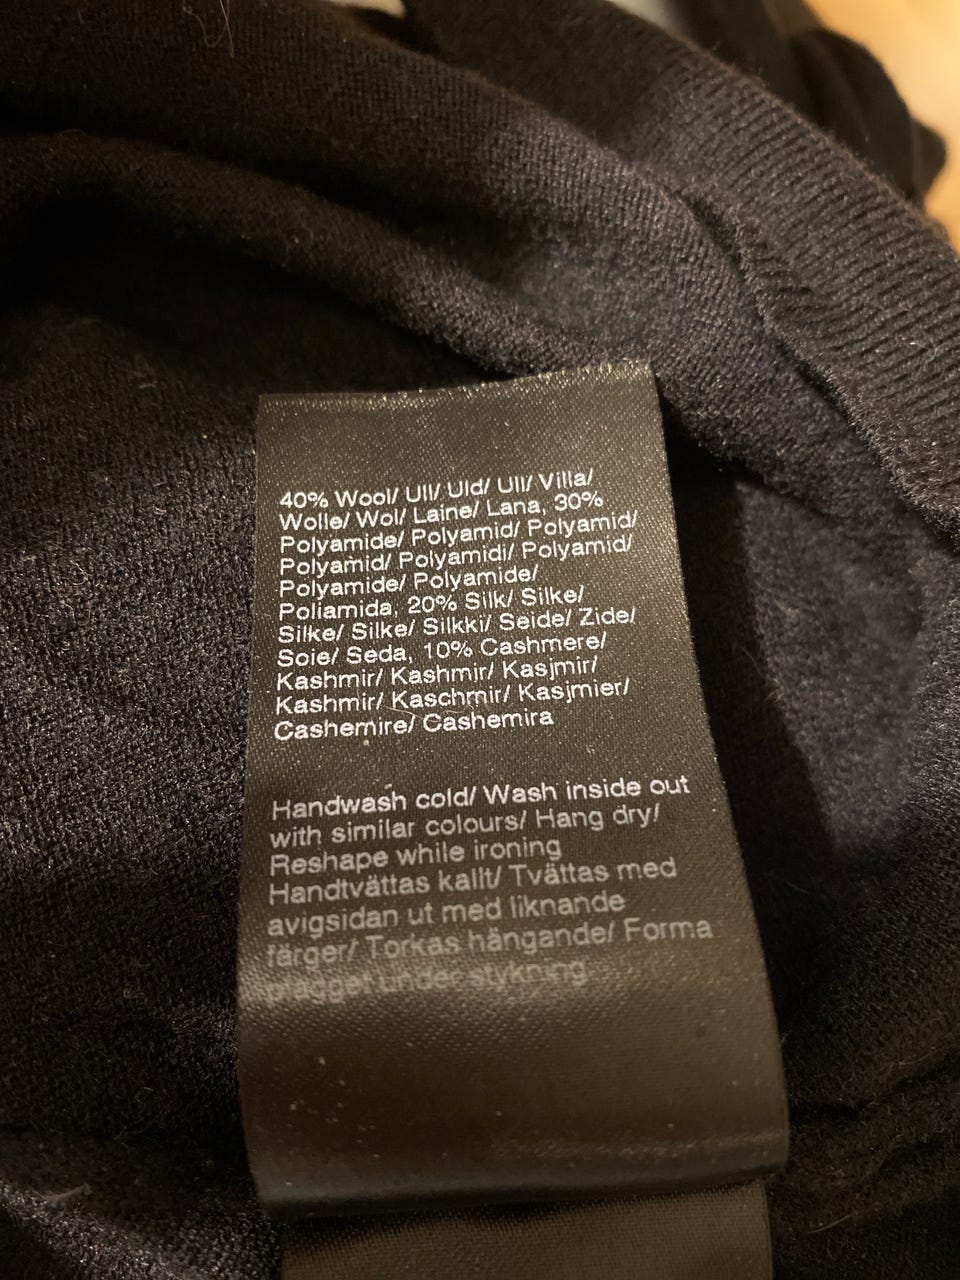 40% Wool/ Ull/ Uld/ Ull/ Villa/
Wolle/ Wol/ Laine/ Lana, 30%
Polyamide/ Polyamid/ Polyamid/
Polyamid/ Polyamidi/ Polyamid/
Polyamide/ Polyamide/
Poliamida, 20% Silk/ Silke/
Silke/ Silke/ Silkki/ Seide/ Zide/
Soie/ Seda, 10% Cashmere/
Kashmir/ Kashmir/ Kasjmir/
Kashmir/ Kaschmir/ Kasjmier/
Cashemire/ Cashemira
Handwash cold/ Wash inside out
with similar colours/ Hang dry/
Reshape while ironing
Handtvättas kallt/ Tvättas med
avigsidan ut med liknande
färger/ Torkas hängande/ Forma
plagget under stykning